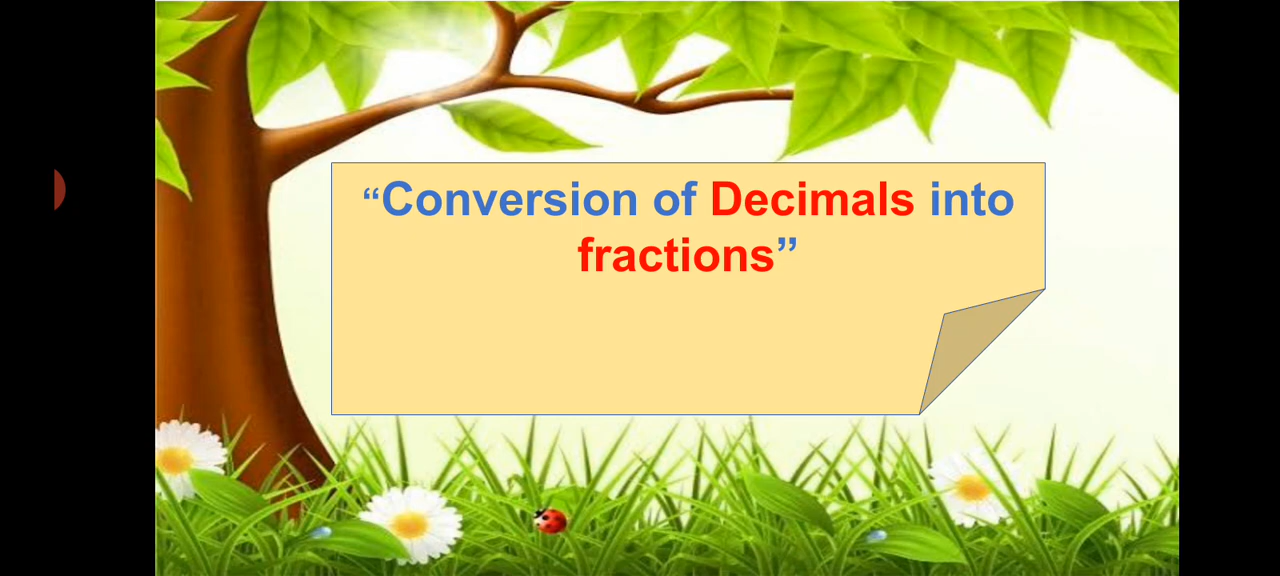 “Conversion of Decimals into
fractions”